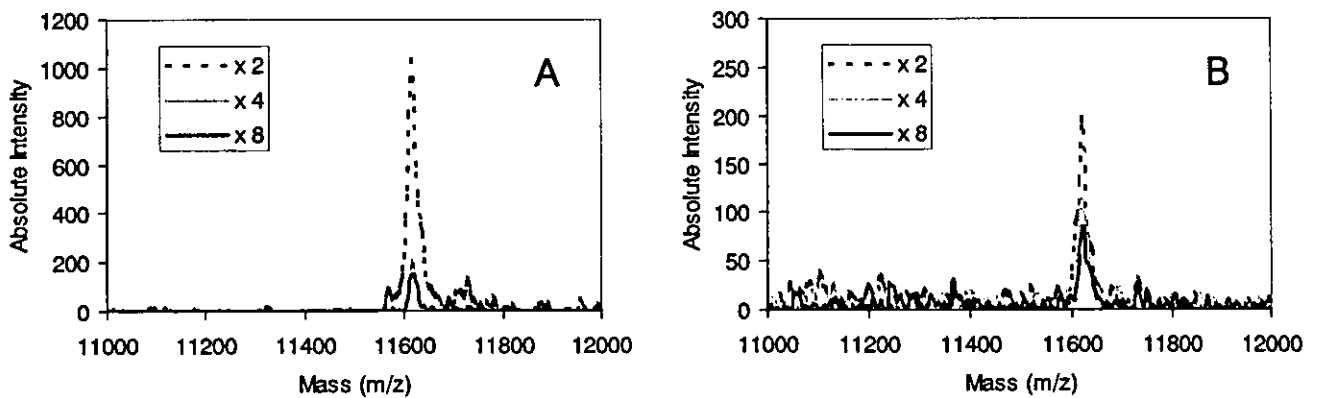 1200
1000
800
600
400
200
0
Absolute Intensity
x 2
x 4
x 8
A
11000 11200 11400 11600 11800 12000
Mass (m/z)
300
250
200
150
100
50
0
Absolute Intensity
x 2
x 4
x 8
B
11000 11200 11400 11600 11800 12000
Mass (m/z)